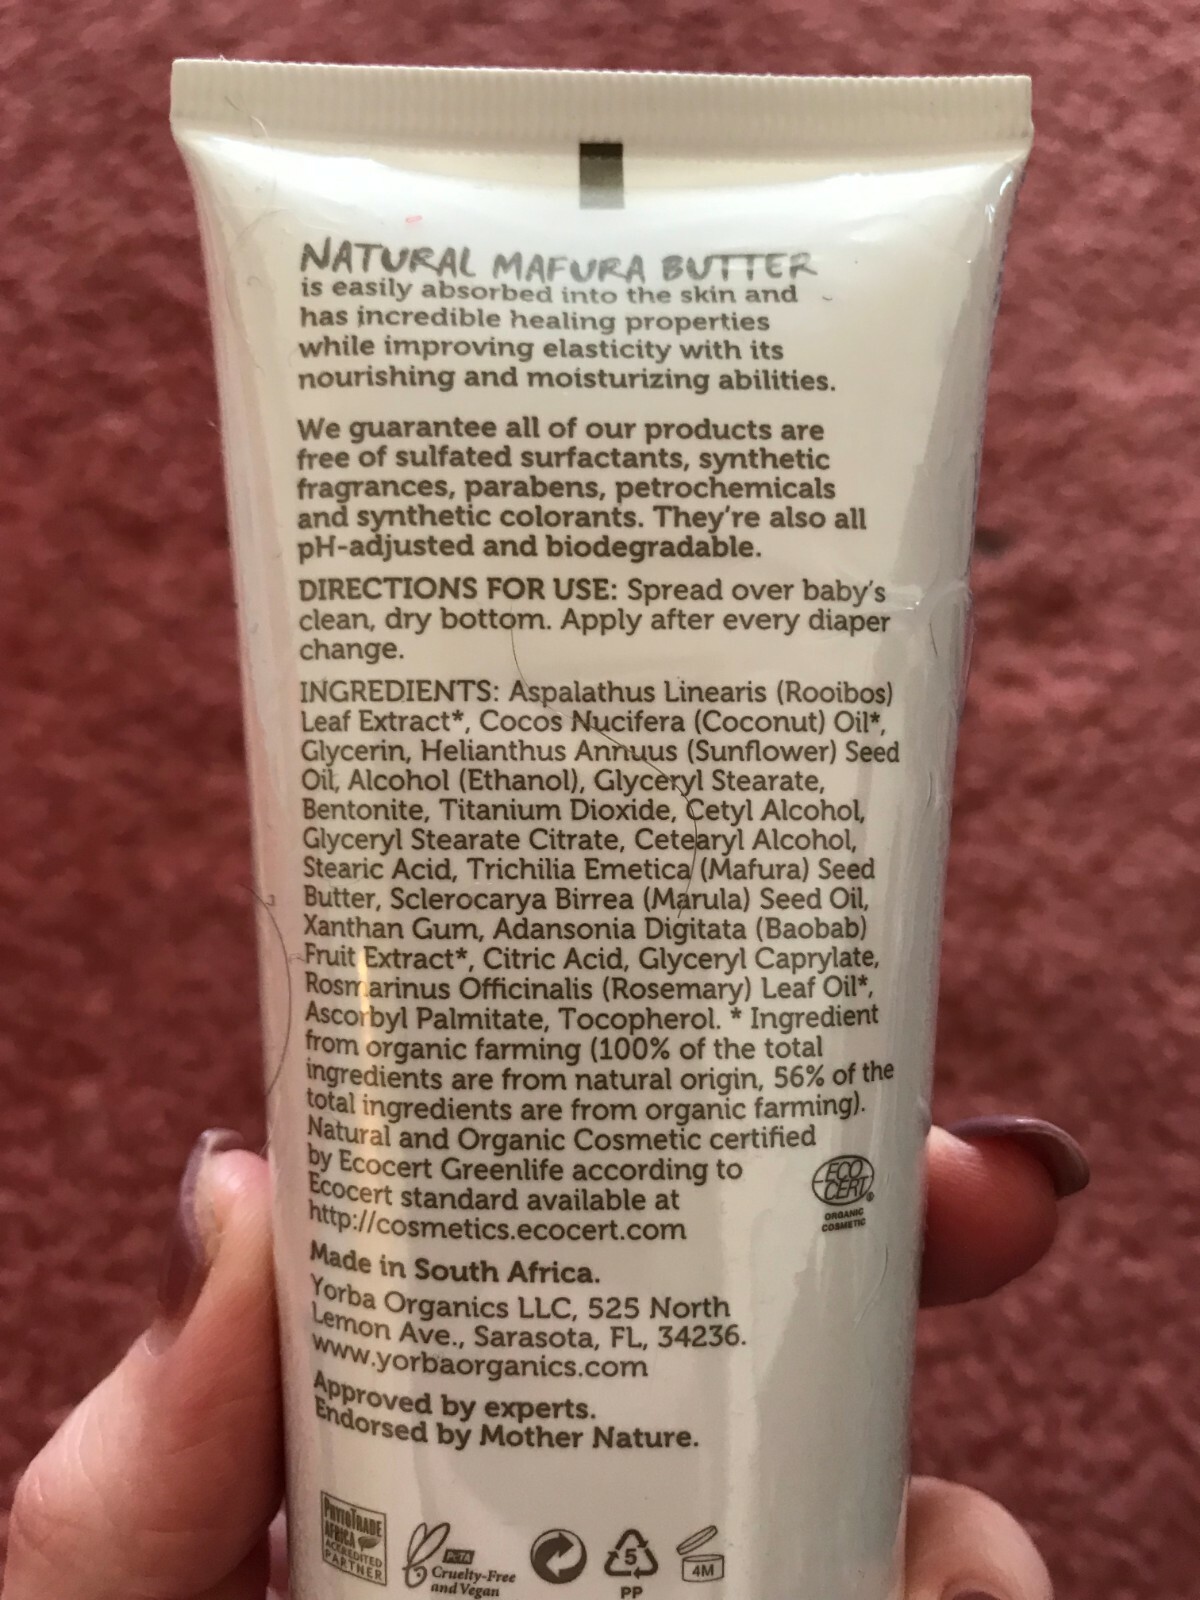 NATURAL MAFURA BUTTER
is easily absorbed into the skin and
has incredible healing properties
while improving elasticity with its
nourishing and moisturizing abilities.
We guarantee all of our products are
free of sulfated surfactants, synthetic
fragrances, parabens, petrochemicals
and synthetic colorants. They're also all
pH-adjusted and biodegradable.
DIRECTIONS FOR USE: Spread over baby's
clean, dry bottom. Apply after every diaper
change.
INGREDIENTS: Aspalathus Linearis (Rooibos)
Leaf Extract*, Cocos Nucifera (Coconut) Oil*,
Glycerin, Helianthus Annuus (Sunflower) Seed
Oil, Alcohol (Ethanol), Glyceryl Stearate,
Bentonite, Titanium Dioxide, Cetyl Alcohol,
Glyceryl Stearate Citrate, Cetearyl Alcohol,
Stearic Acid, Trichilia Emetica (Mafura) Seed
Butter, Sclerocarya Birrea (Marula) Seed Oil,
Xanthan Gum, Adansonia Digitata (Baobab)
Fruit Extract*, Citric Acid, Glyceryl Caprylate,
Rosmarinus Officinalis (Rosemary) Leaf Oil*,
Ascorbyl Palmitate, Tocopherol. * Ingredient
from organic farming (100% of the total
ingredients are from natural origin, 56% of the
total ingredients are from organic farming).
Natural and Organic Cosmetic certified
by Ecocert Greenlife according to
Ecocert standard available at
http://cosmetics.ecocert.com
ECO
CERT®
ORGANIC
COSMETIC
Made in South Africa.
Yorba Organics LLC, 525 North
Lemon Ave., Sarasota, FL, 34236.
www.yorbaorganics.com
Approved by experts.
Endorsed by Mother Nature.
PHYTOTRADE
AFRICA
ACCREDITED
PARTNER
PeTA
Cruelty-Free
and Vegan
5
PP
4M